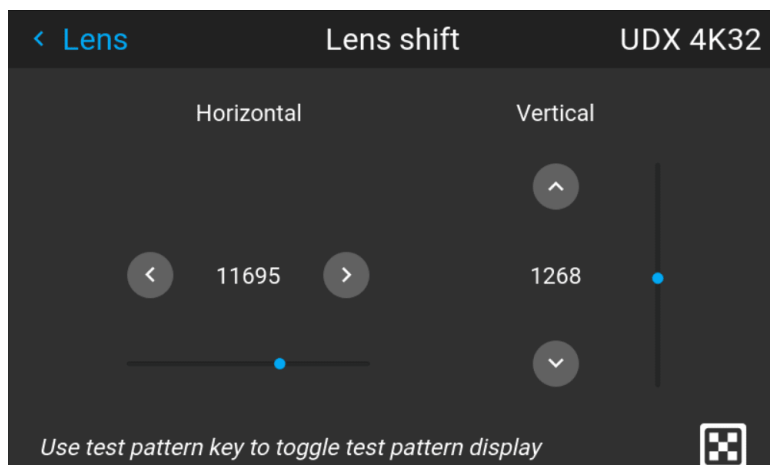 Lens Lens shift UDX 4K32
Horizontal Vertical
11695 1268
Use test pattern key to toggle test pattern display